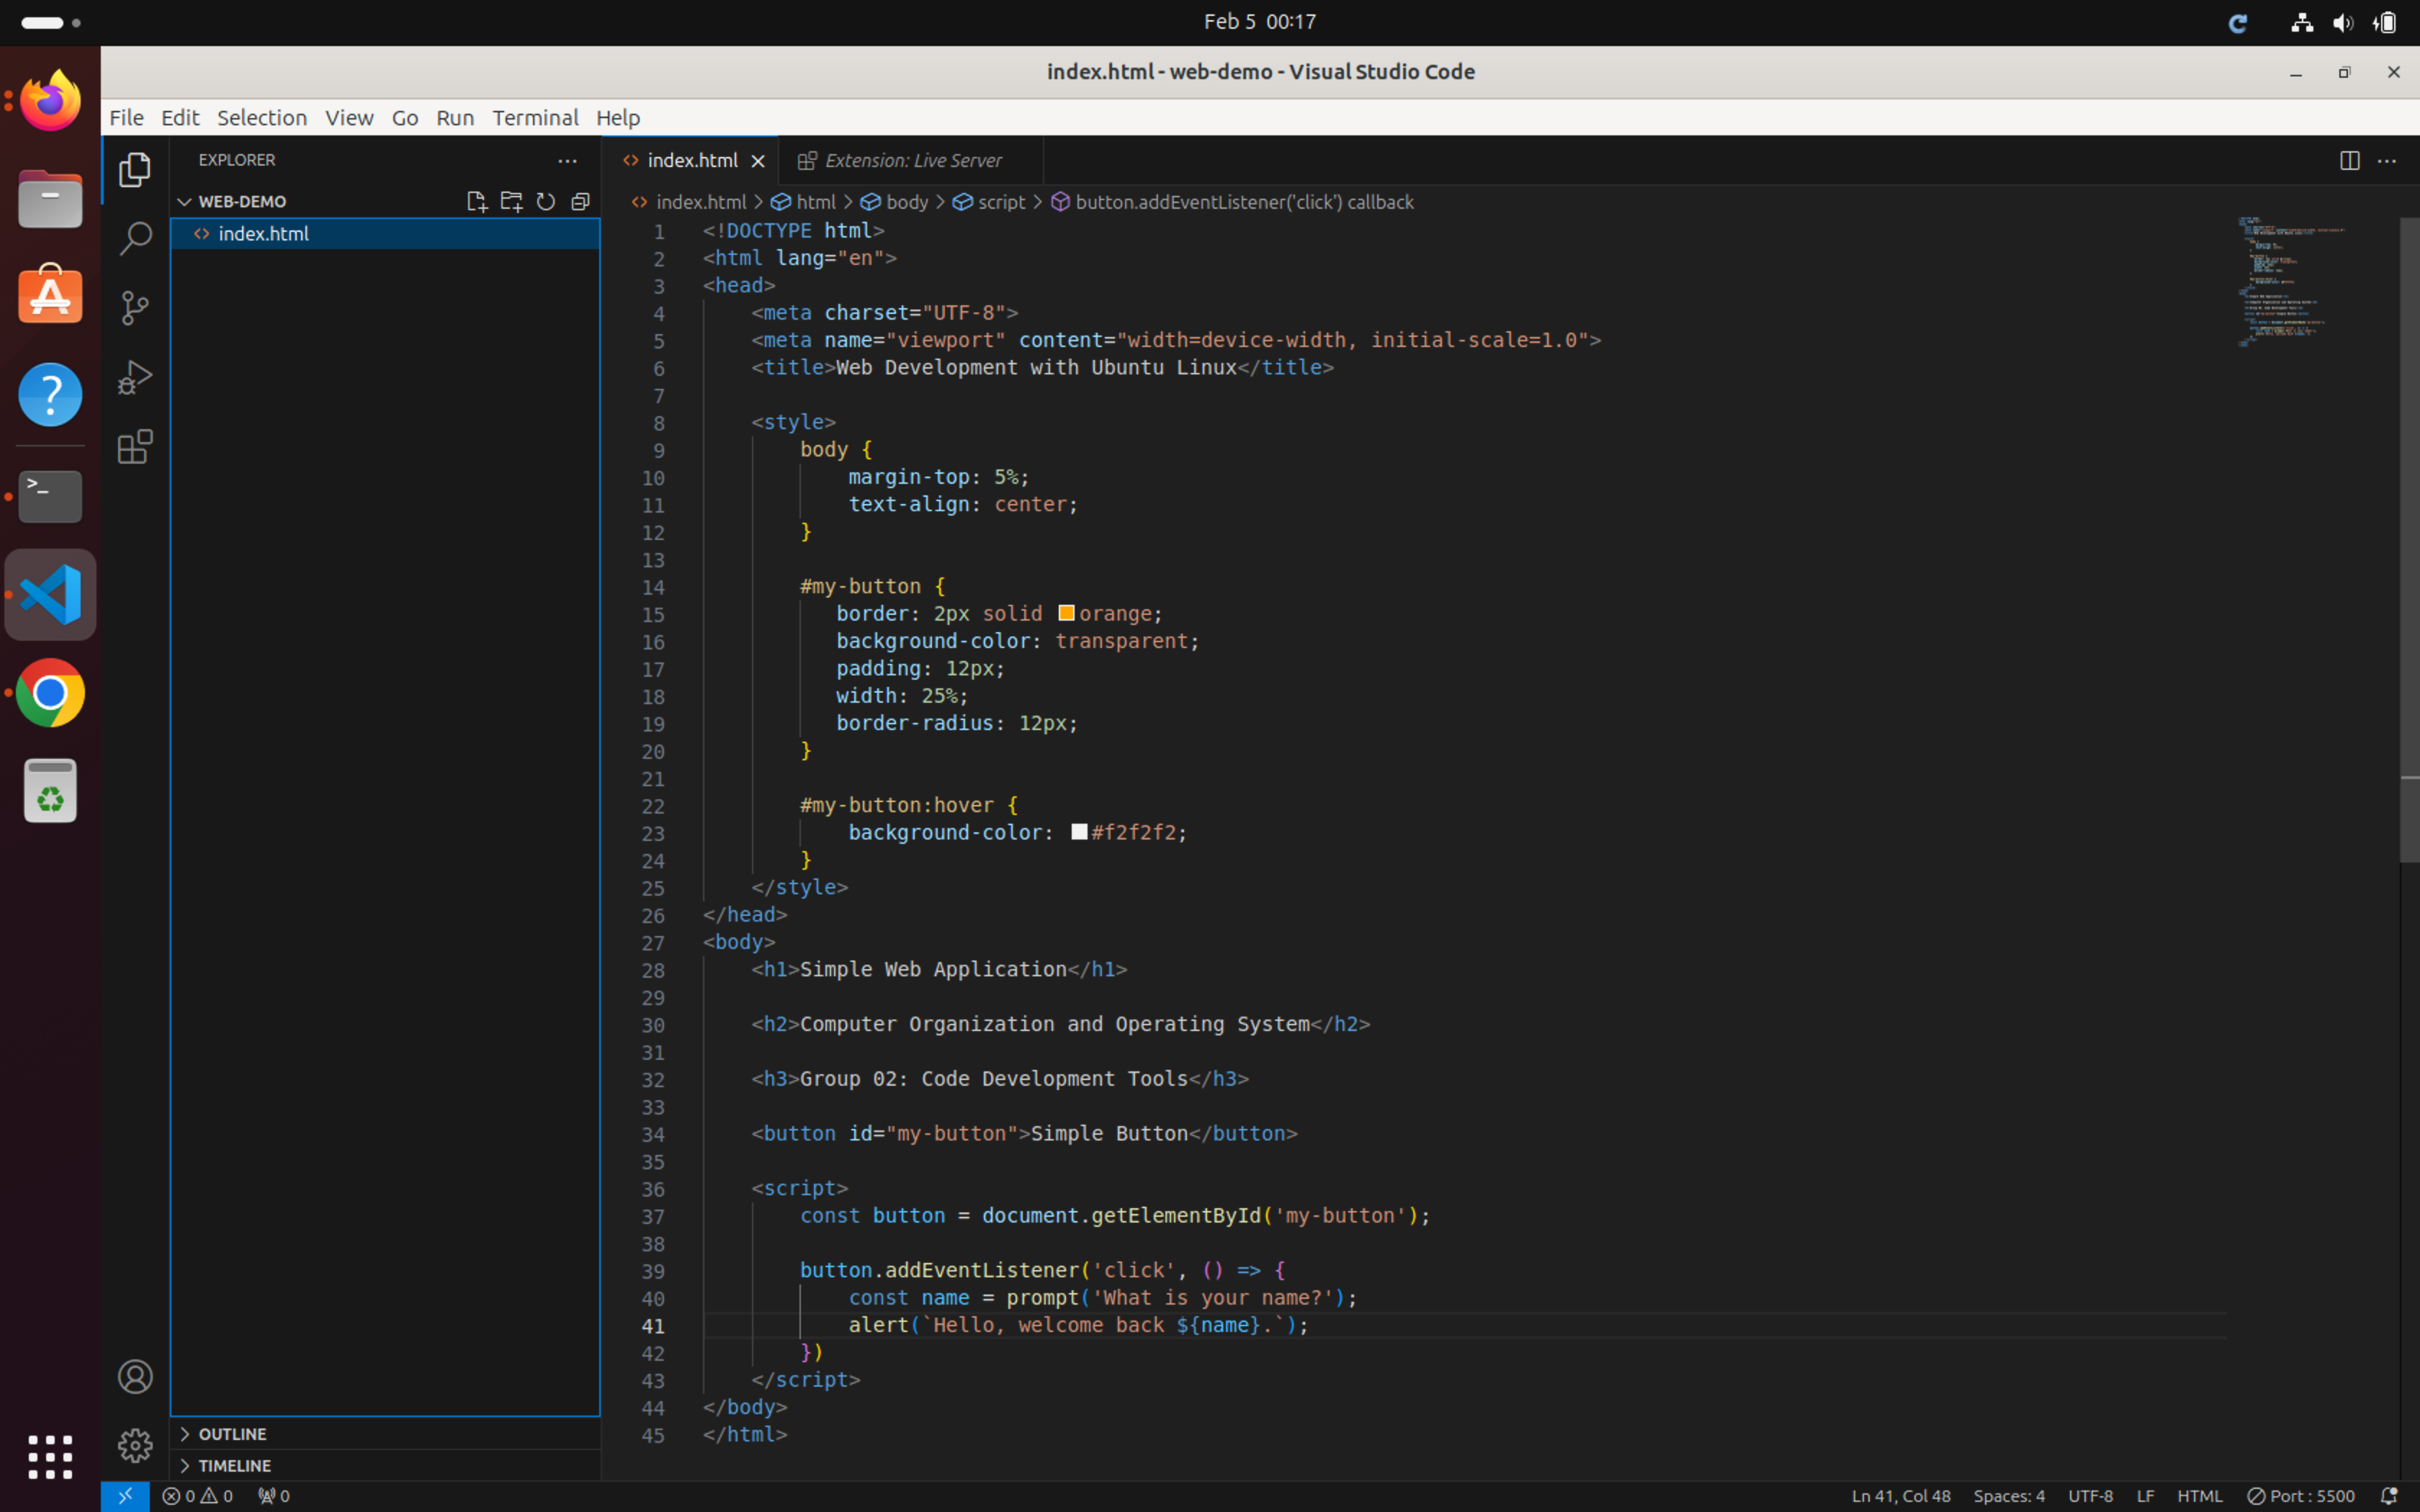 Feb 5 00:17
index.html - web-demo - Visual Studio Code
File Edit Selection View Go Run Terminal Help
EXPLORER
index.html
Extension: Live Server
WEB-DEMO
index.html > html > body > script > button.addEventListener('click') callback
index.html
1 <!DOCTYPE html>
2 <html lang="en">
3 <head>
4 <meta charset="UTF-8">
5 <meta name="viewport" content="width=device-width, initial-scale=1.0">
6 <title>Web Development with Ubuntu Linux</title>
7
8 <style>
9 body {
10 margin-top: 5%;
11 text-align: center;
12 }
13
14 #my-button {
15 border: 2px solid orange;
16 background-color: transparent;
17 padding: 12px;
18 width: 25%;
19 border-radius: 12px;
20 }
21
22 #my-button:hover {
23 background-color: #f2f2f2;
24 }
25 </style>
26 </head>
27 <body>
28 <h1>Simple Web Application</h1>
29
30 <h2>Computer Organization and Operating System</h2>
31
32 <h3>Group 02: Code Development Tools</h3>
33
34 <button id="my-button">Simple Button</button>
35
36 <script>
37 const button = document.getElementById('my-button');
38
39 button.addEventListener('click', () => {
40 const name = prompt('What is your name?');
41 alert(`Hello, welcome back ${name}.`);
42 })
43 </script>
44 </body>
45 </html>
OUTLINE
TIMELINE
0 0 0
Ln 41, Col 48 Spaces: 4 UTF-8 LF HTML Port : 5500